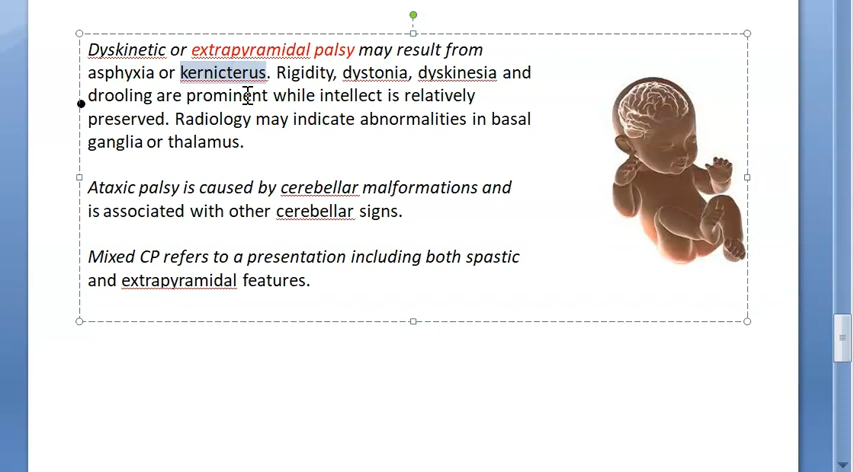 Dyskinetic or extrapyramidal palsy may result from
asphyxia or kernicterus. Rigidity, dystonia, dyskinesia and
drooling are prominent while intellect is relatively
preserved. Radiology may indicate abnormalities in basal
ganglia or thalamus.
Ataxic palsy is caused by cerebellar malformations and
is associated with other cerebellar signs.
Mixed CP refers to a presentation including both spastic
and extrapyramidal features.